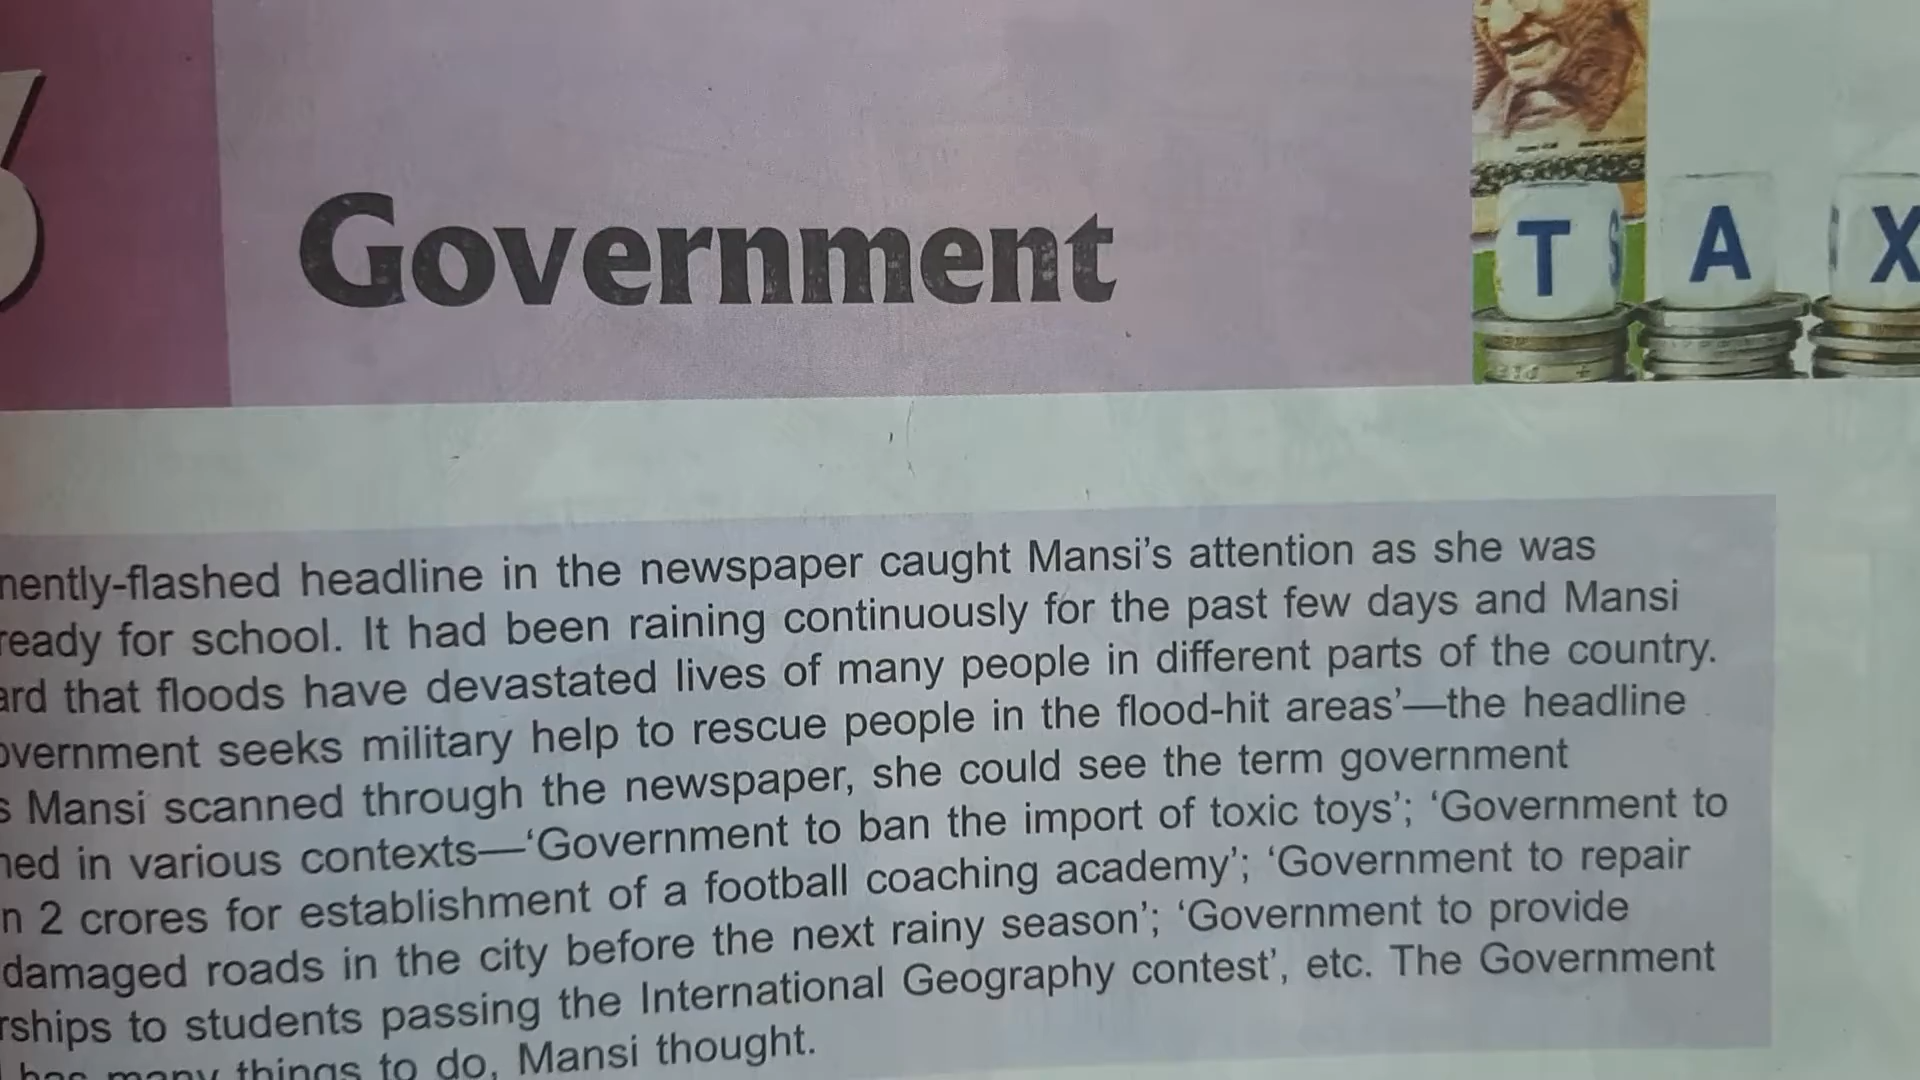 Government
T A X
nently-flashed headline in the newspaper caught Mansi’s attention as she was
ready for school. It had been raining continuously for the past few days and Mansi
ard that floods have devastated lives of many people in different parts of the country.
overnment seeks military help to rescue people in the flood-hit areas’—the headline
s Mansi scanned through the newspaper, she could see the term government
ned in various contexts—‘Government to ban the import of toxic toys’; ‘Government to
n 2 crores for establishment of a football coaching academy’; ‘Government to repair
damaged roads in the city before the next rainy season’; ‘Government to provide
rships to students passing the International Geography contest’, etc. The Government
has many things to do, Mansi thought.